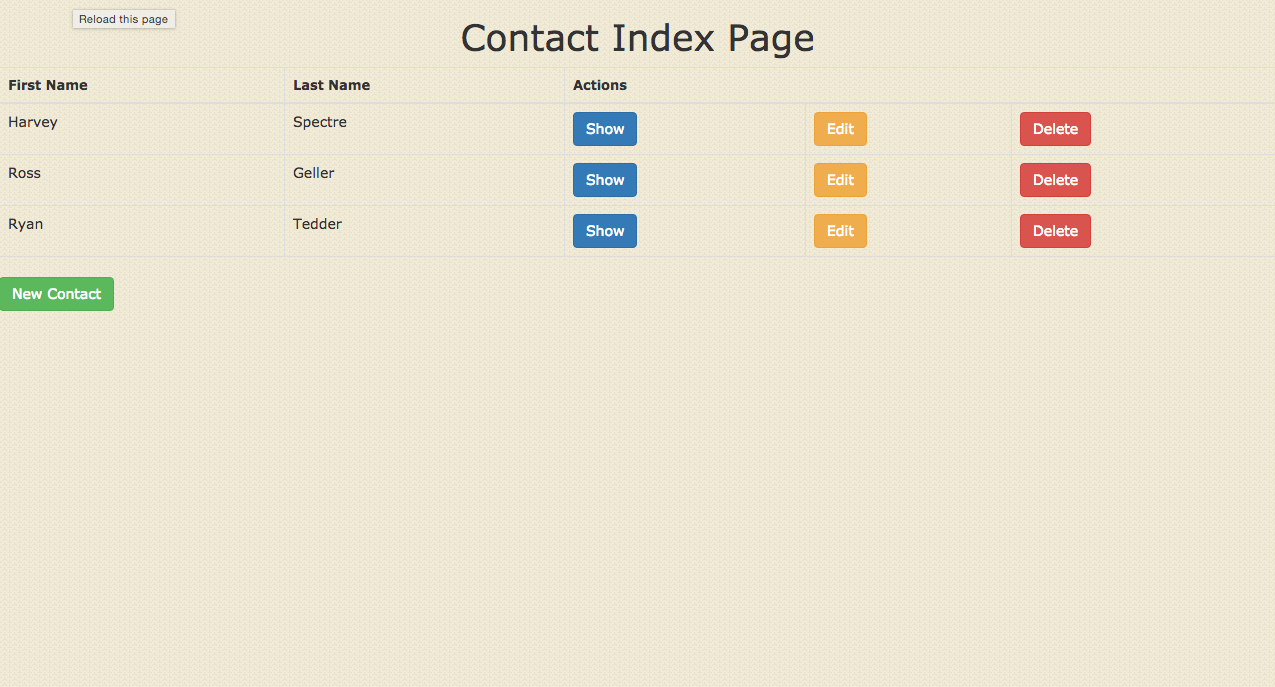 Reload this page
Contact Index Page
First Name Last Name Actions
Harvey Spectre Show Edit Delete
Ross Geller Show Edit Delete
Ryan Tedder Show Edit Delete
New Contact